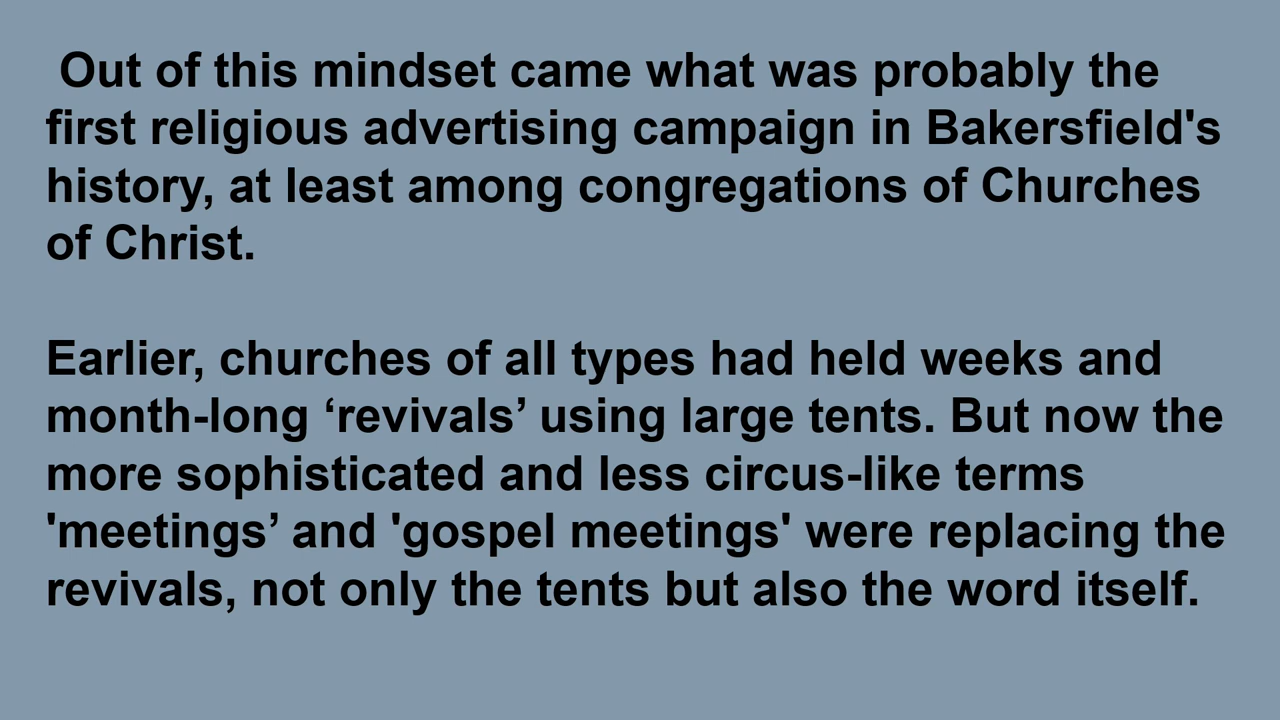 Out of this mindset came what was probably the
first religious advertising campaign in Bakersfield's
history, at least among congregations of Churches
of Christ.
Earlier, churches of all types had held weeks and
month-long ‘revivals’ using large tents. But now the
more sophisticated and less circus-like terms
'meetings’ and 'gospel meetings' were replacing the
revivals, not only the tents but also the word itself.